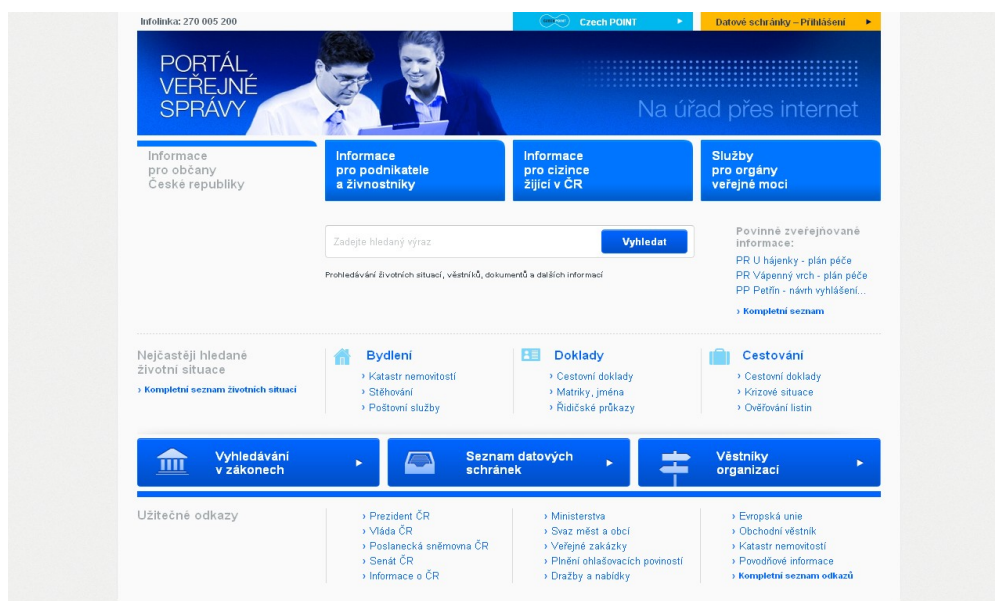 Infolinka: 270 005 200
Czech POINT
Datové schránky – Přihlášení
PORTÁL
VEŘEJNÉ
SPRÁVY
Na úřad přes internet
Informace
pro občany
České republiky
Informace
pro podnikatele
a živnostníky
Informace
pro cizince
žijící v ČR
Služby
pro orgány
veřejné moci
Zadejte hledaný výraz
Vyhledat
Prohledávání životních situací, věstníků, dokumentů a dalších informací
Povinně zveřejňované
informace:
PR U hájenky - plán péče
PR Vápenný vrch - plán péče
PP Petřín - návrh vyhlášení...
› Kompletní seznam
Nejčastěji hledané
životní situace
› Kompletní seznam životních situací
Bydlení
› Katastr nemovitostí
› Stěhování
› Poštovní služby
Doklady
› Cestovní doklady
› Matriky, jména
› Řidičské průkazy
Cestování
› Cestovní doklady
› Krizové situace
› Ověřování listin
Vyhledávání
v zákonech
Seznam datových
schránek
Věstníky
organizací
Užitečné odkazy
› Prezident ČR
› Vláda ČR
› Poslanecká sněmovna ČR
› Senát ČR
› Informace o ČR
› Ministerstva
› Svaz měst a obcí
› Veřejné zakázky
› Plnění ohlašovacích poviností
› Dražby a nabídky
› Evropská unie
› Obchodní věstník
› Katastr nemovitostí
› Povodňové informace
› Kompletní seznam odkazů